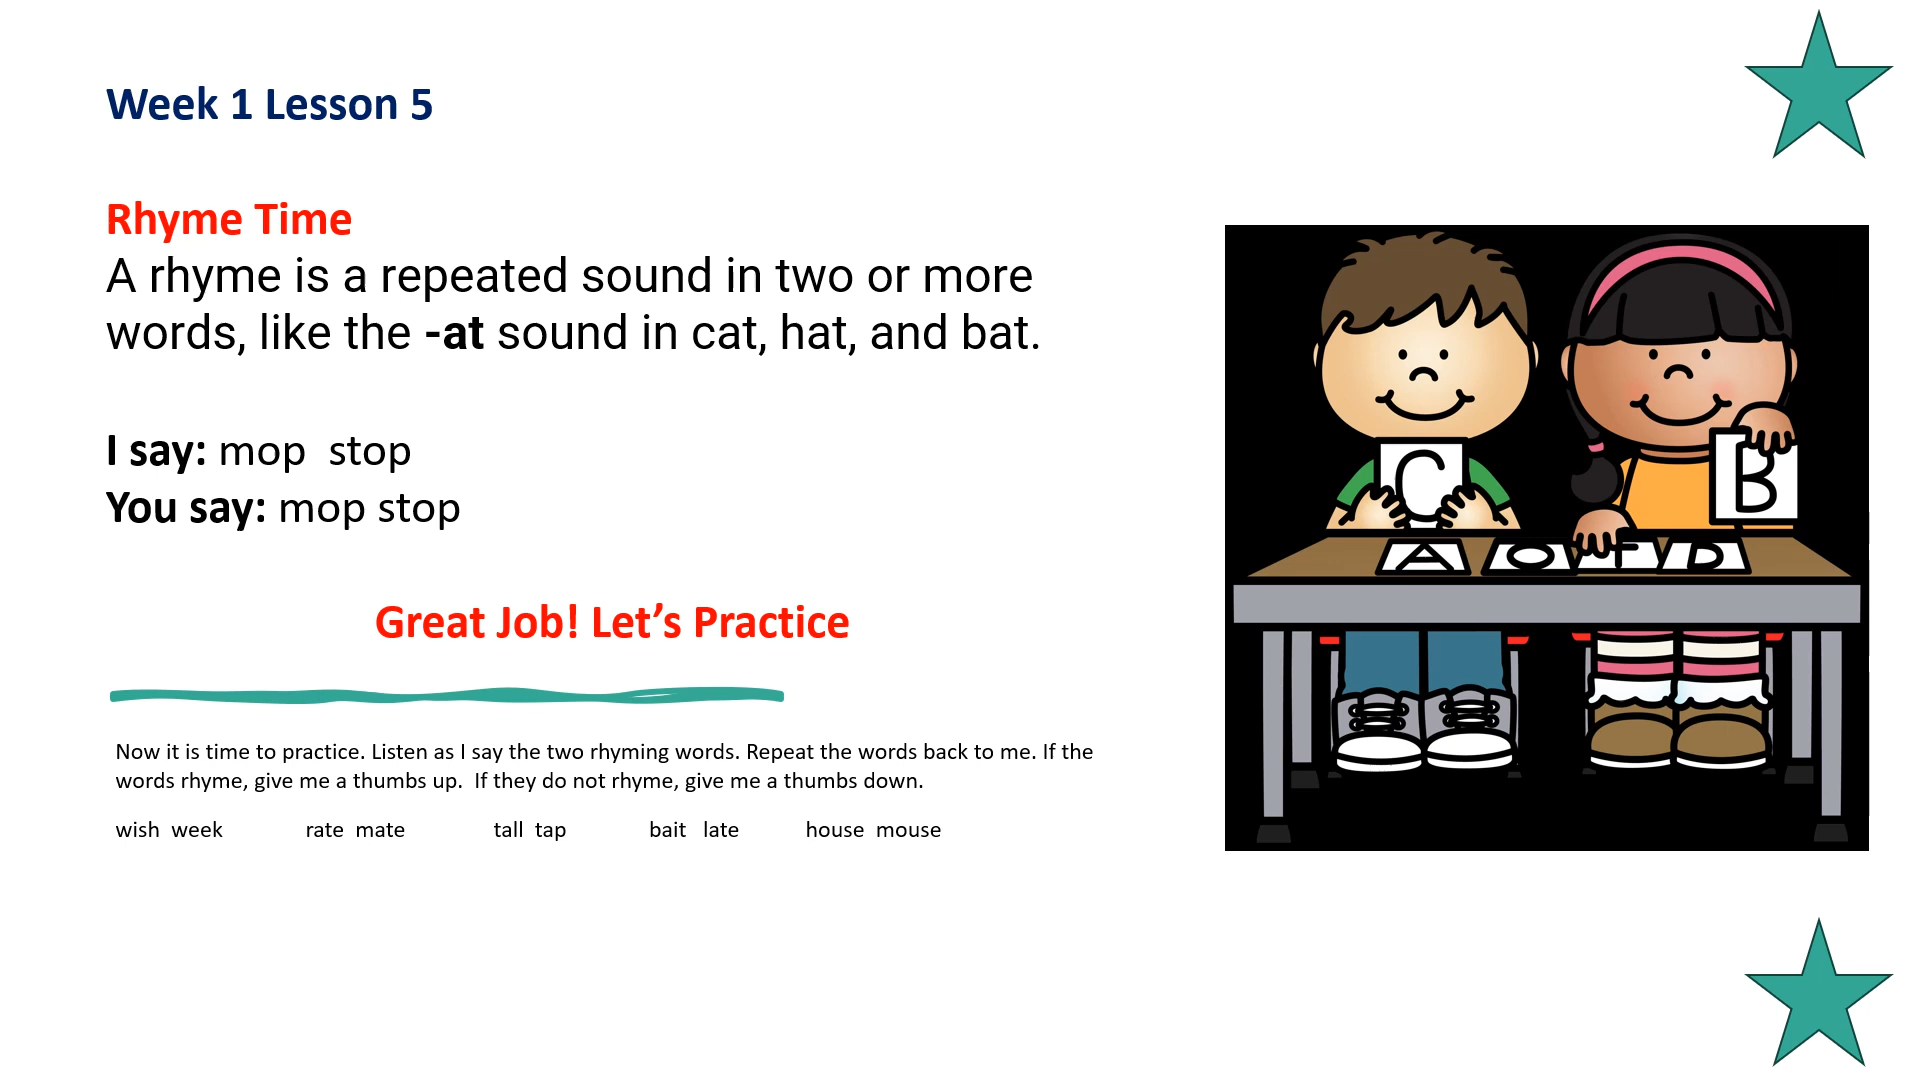 Week 1 Lesson 5
Rhyme Time
A rhyme is a repeated sound in two or more
words, like the -at sound in cat, hat, and bat.
I say: mop  stop
You say: mop stop
Great Job! Let’s Practice
Now it is time to practice. Listen as I say the two rhyming words. Repeat the words back to me. If the
words rhyme, give me a thumbs up.  If they do not rhyme, give me a thumbs down.
wish  week    rate  mate    tall  tap    bait  late    house  mouse
C B
A O F D